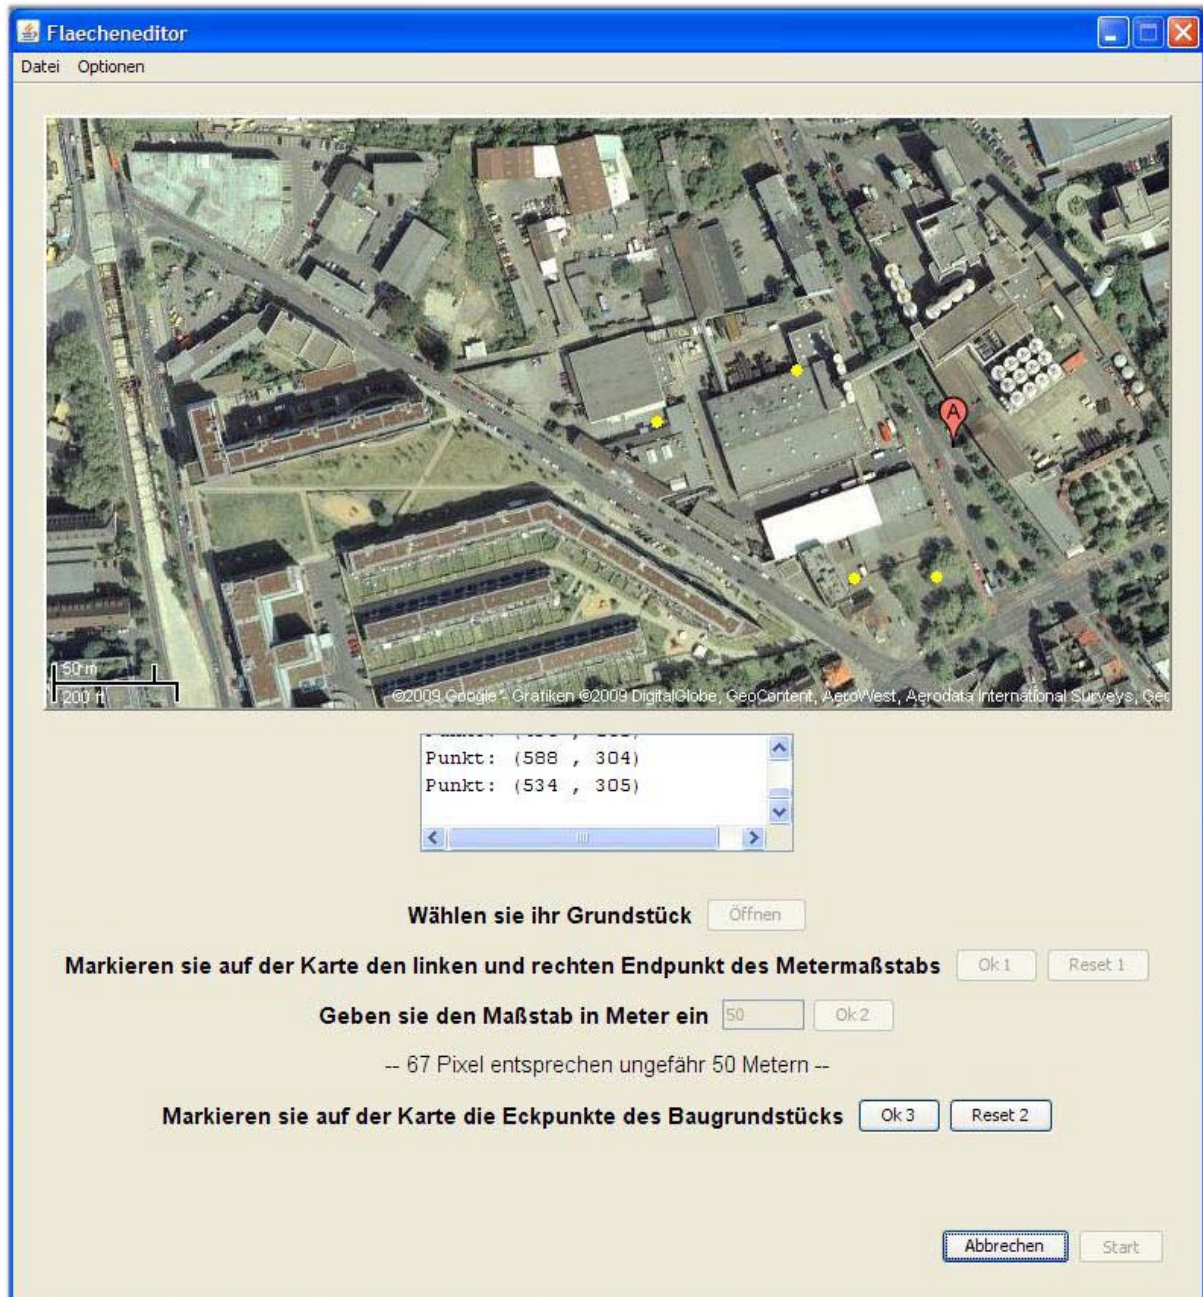 Flaecheneditor
Datei Optionen
A
50 m
200 ft
©2009 Google - Grafiken ©2009 DigitalGlobe, GeoContent, AeroWest, Aerodata International Surveys,
Punkt:
Punkt: (588 , 304)
Punkt: (534 , 305)
Wählen sie ihr Grundstück Öffnen
Markieren sie auf der Karte den linken und rechten Endpunkt des Metermaßstabs Ok 1 Reset 1
Geben sie den Maßstab in Meter ein 50 Ok 2
-- 67 Pixel entsprechen ungefähr 50 Metern --
Markieren sie auf der Karte die Eckpunkte des Baugrundstücks Ok 3 Reset 2
Abbrechen Start